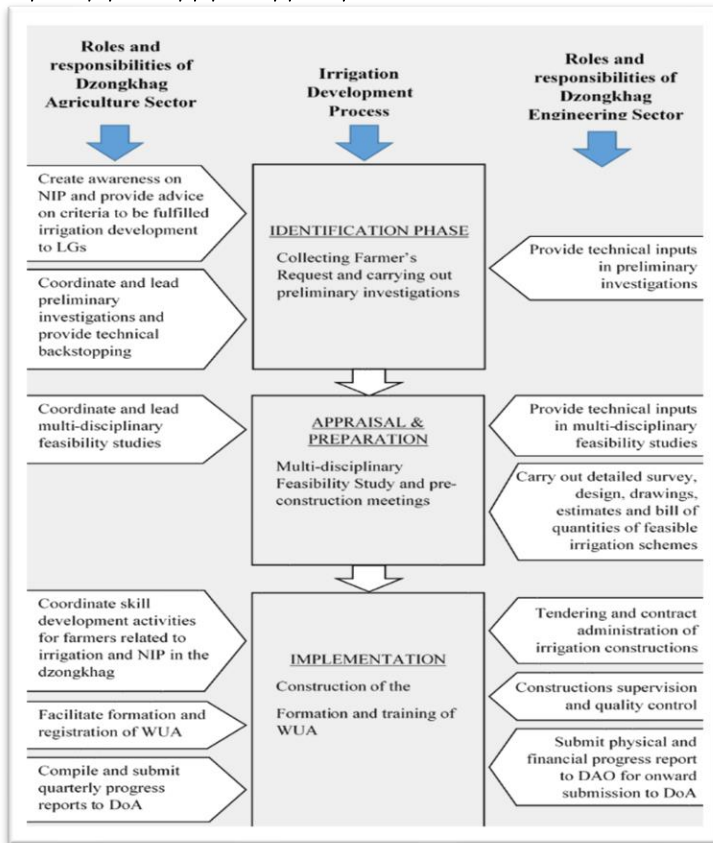 Roles and
responsibilities of
Dzongkhag
Agriculture Sector
Irrigation
Development
Process
Roles and
responsibilities of
Dzongkhag
Engineering Sector
Create awareness on
NIP and provide advice
on criteria to be fulfilled
irrigation development
to LGs
Coordinate and lead
preliminary
investigations and
provide technical
backstopping
IDENTIFICATION PHASE
Collecting Farmer's
Request and carrying out
preliminary investigations
Provide technical inputs
in preliminary
investigations
Coordinate and lead
multi-disciplinary
feasibility studies
APPRAISAL &
PREPARATION
Multi-disciplinary
Feasibility Study and pre-
construction meetings
Provide technical inputs
in multi-disciplinary
feasibility studies
Carry out detailed survey,
design, drawings,
estimates and bill of
quantities of feasible
irrigation schemes
Coordinate skill
development activities
for farmers related to
irrigation and NIP in the
dzongkhag
Facilitate formation and
registration of WUA
Compile and submit
quarterly progress
reports to DoA
IMPLEMENTATION
Construction of the
Formation and training of
WUA
Tendering and contract
administration of
irrigation constructions
Constructions supervision
and quality control
Submit physical and
financial progress report
to DAO for onward
submission to DoA